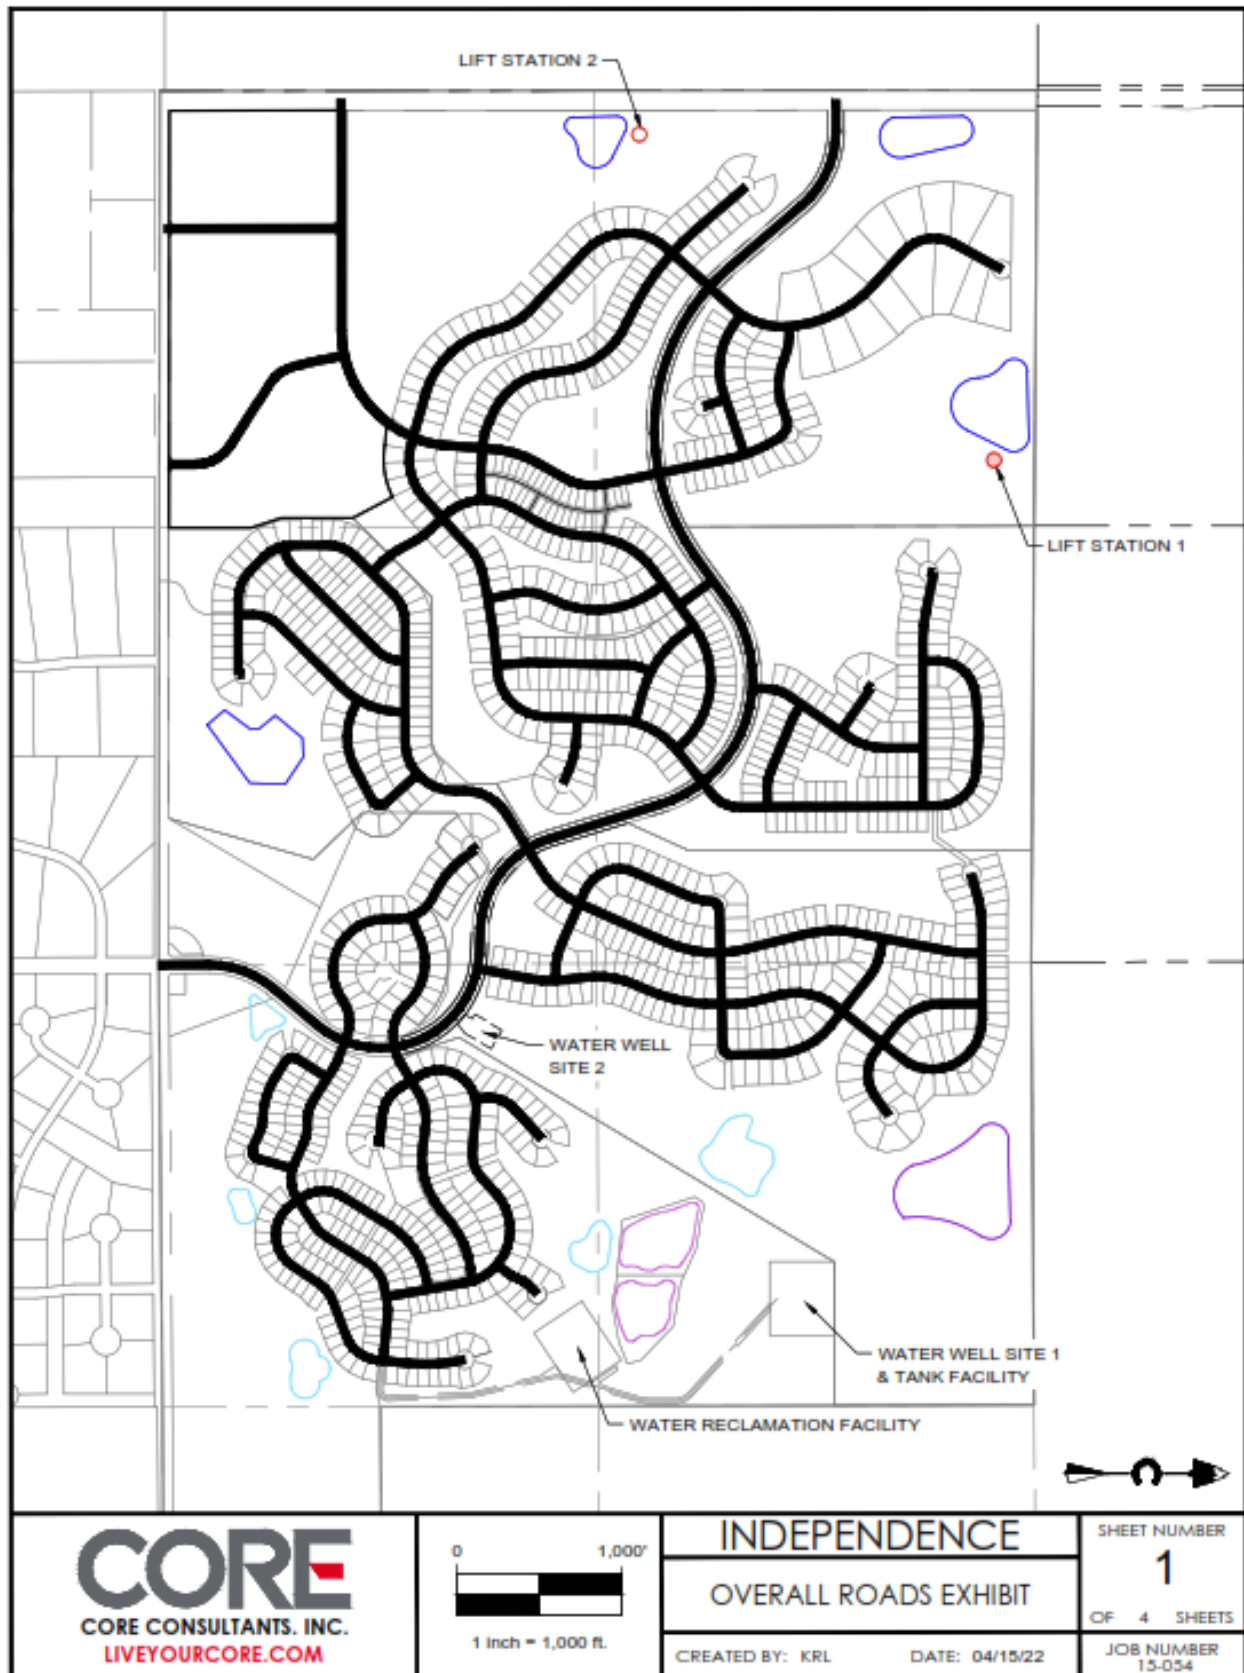 LIFT STATION 2
LIFT STATION 1
WATER WELL
SITE 2
WATER WELL SITE 1
& TANK FACILITY
WATER RECLAMATION FACILITY
CORE
CORE CONSULTANTS. INC.
LIVEYOURCORE.COM
0 1,000'
1 inch = 1,000 ft.
INDEPENDENCE
OVERALL ROADS EXHIBIT
CREATED BY: KRL DATE: 04/15/22
SHEET NUMBER
1
OF 4 SHEETS
JOB NUMBER
15-054